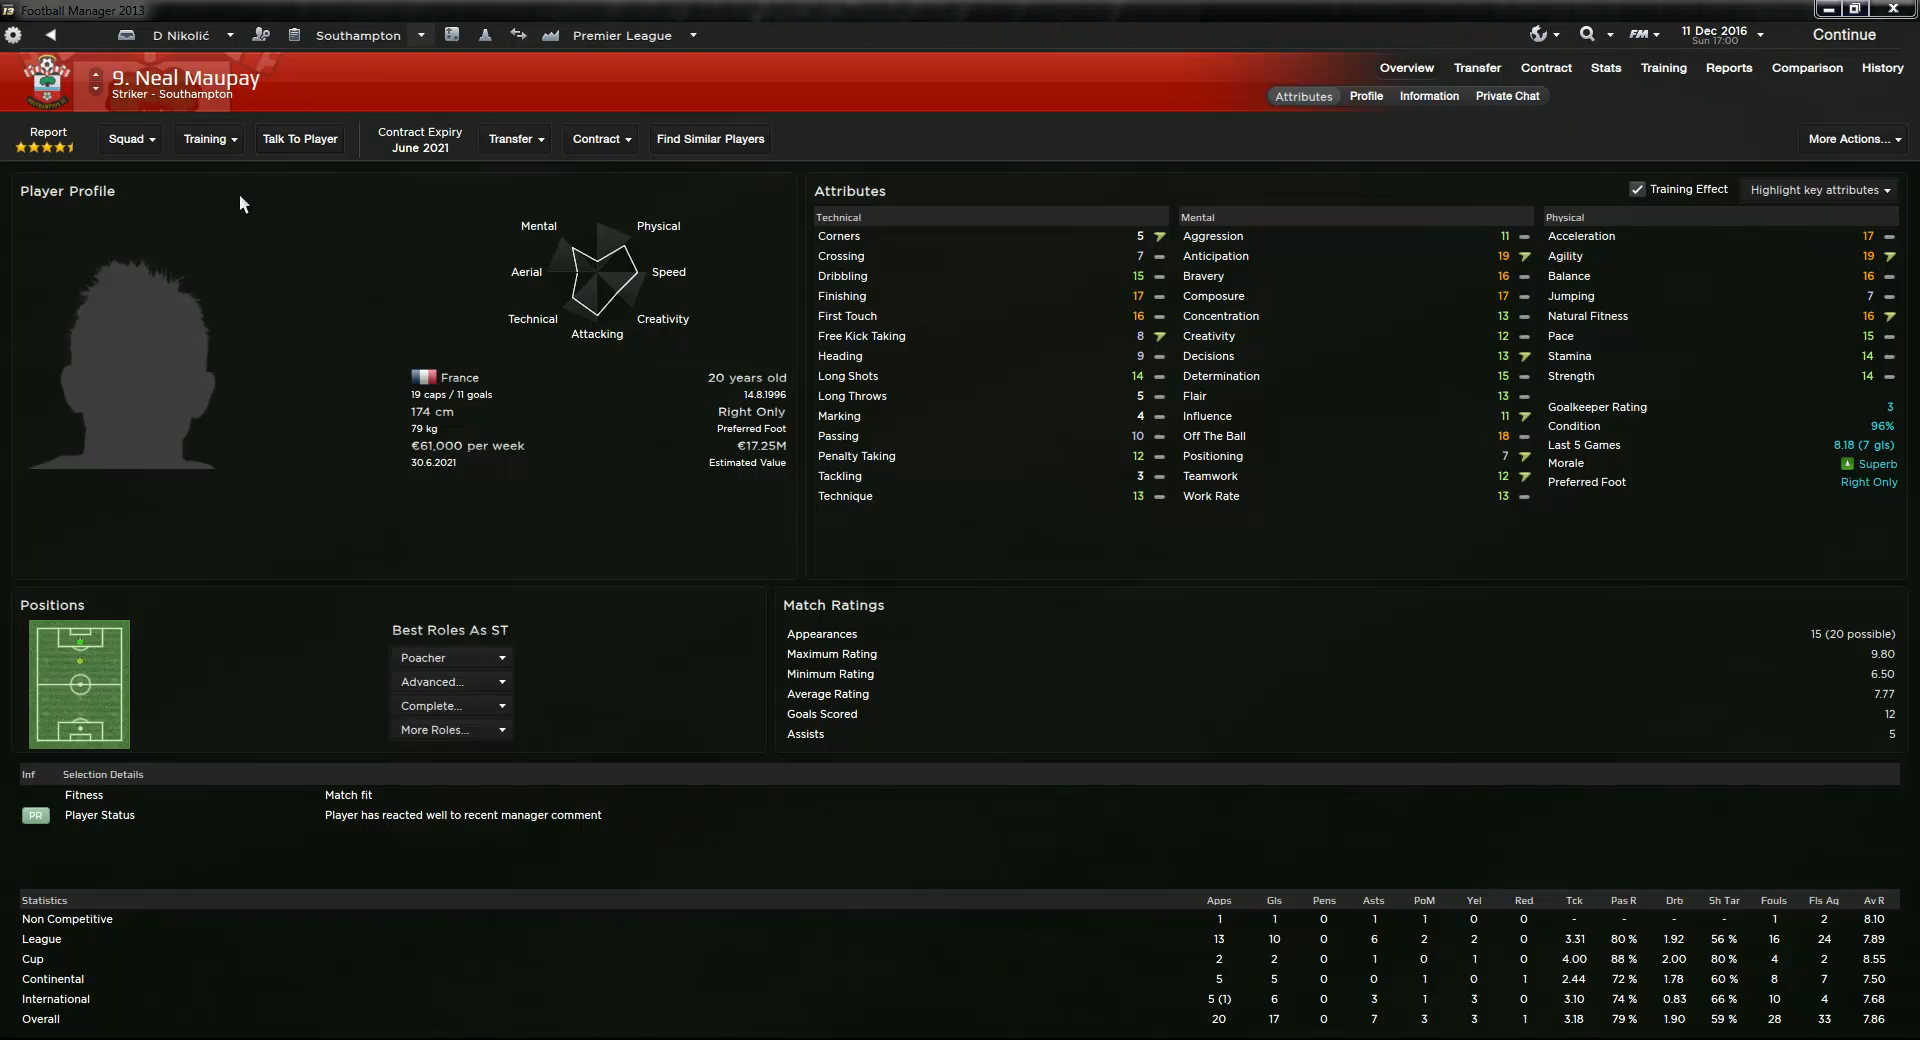 Football Manager 2013
D Nikolić Southampton Premier League FM 11 Dec 2016 Sun 17:00 Continue
9. Neal Maupay
Striker - Southampton
Overview Transfer Contract Stats Training Reports Comparison History
Attributes Profile Information Private Chat
Report Squad Training Talk To Player Contract Expiry June 2021 Transfer Contract Find Similar Players More Actions...
Player Profile
Mental Physical
Aerial Speed
Technical Creativity
Attacking
France 20 years old
19 caps / 11 goals 14.8.1996
174 cm Right Only
79 kg Preferred Foot
€61,000 per week €17.25M
30.6.2021 Estimated Value
Attributes Training Effect Highlight key attributes
Technical Mental Physical
Corners 5 Aggression 11 Acceleration 17
Crossing 7 Anticipation 19 Agility 19
Dribbling 15 Bravery 16 Balance 16
Finishing 17 Composure 17 Jumping 7
First Touch 16 Concentration 13 Natural Fitness 16
Free Kick Taking 8 Creativity 12 Pace 15
Heading 9 Decisions 13 Stamina 14
Long Shots 14 Determination 15 Strength 14
Long Throws 5 Flair 13
Marking 4 Influence 11 Goalkeeper Rating 3
Passing 10 Off The Ball 18 Condition 96%
Penalty Taking 12 Positioning 7 Last 5 Games 8.18 (7 gls)
Tackling 3 Teamwork 12 Morale Superb
Technique 13 Work Rate 13 Preferred Foot Right Only
Positions
Best Roles As ST
Poacher
Advanced...
Complete...
More Roles...
Match Ratings
Appearances 15 (20 possible)
Maximum Rating 9.80
Minimum Rating 6.50
Average Rating 7.77
Goals Scored 12
Assists 5
Inf Selection Details
Fitness Match fit
PR Player Status Player has reacted well to recent manager comment
Statistics Apps Gls Pens Asts PoM Yel Red Tck Pas R Drb Sh Tar Fouls Fls Ag Av R
Non Competitive 1 1 0 1 1 0 0 - - - - 1 2 8.10
League 13 10 0 6 2 2 0 3.31 80 % 1.92 56 % 16 24 7.89
Cup 2 2 0 1 0 1 0 4.00 88 % 2.00 80 % 4 2 8.55
Continental 5 5 0 0 1 0 1 2.44 72 % 1.78 60 % 8 7 7.50
International 5 (1) 6 0 3 1 3 0 3.10 74 % 0.83 66 % 10 4 7.68
Overall 20 17 0 7 3 3 1 3.18 79 % 1.90 59 % 28 33 7.86